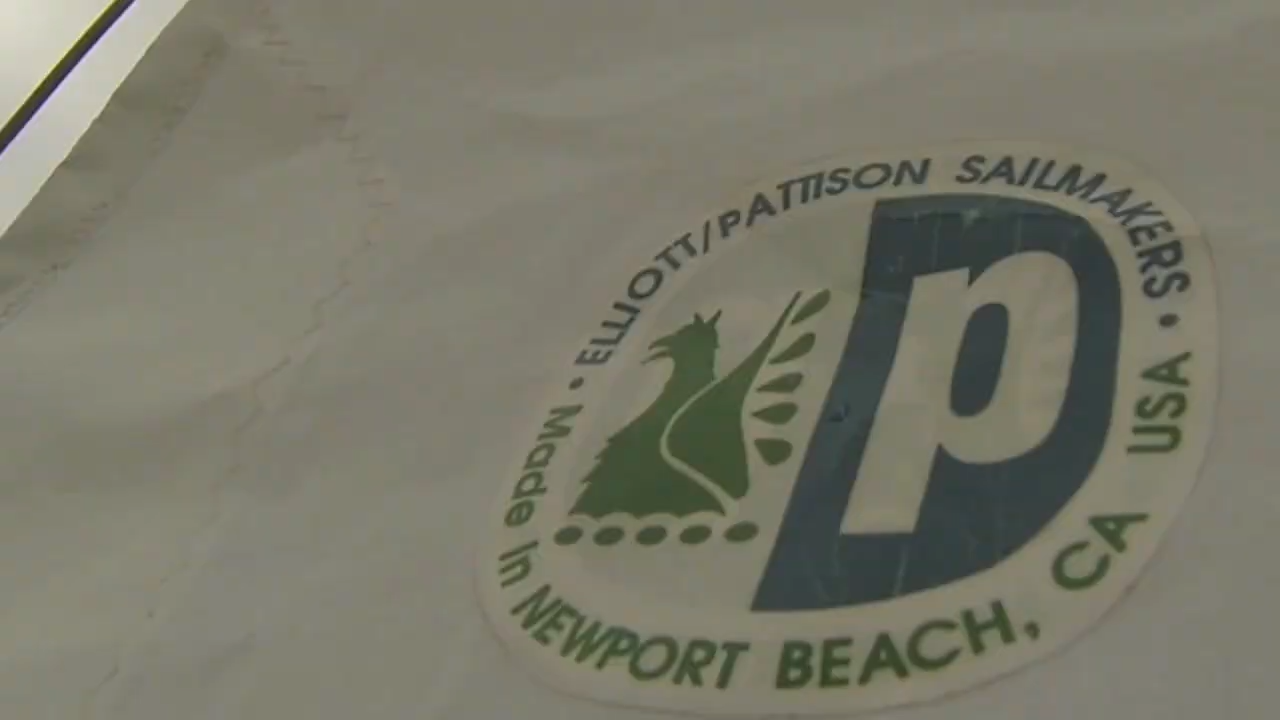 • ELLIOTT/PATTISON SAILMAKERS •
p
Made In NEWPORT BEACH, CA USA